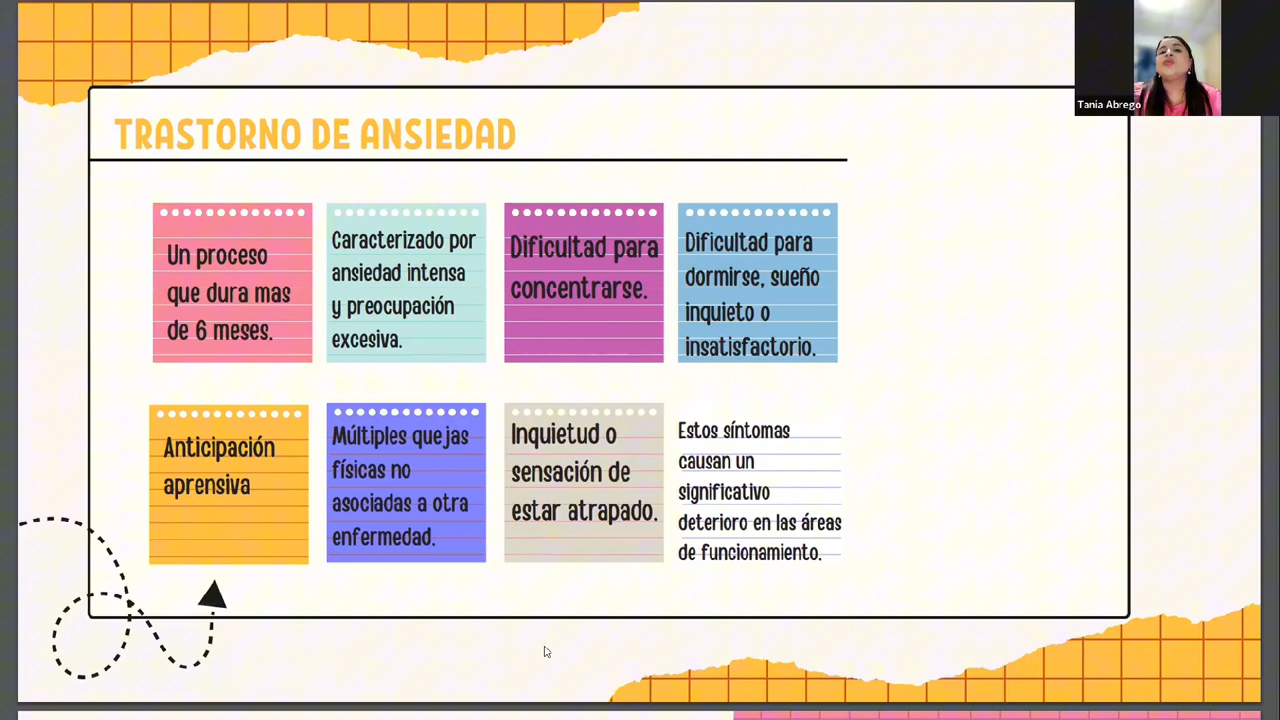 Tania Abrego
TRASTORNO DE ANSIEDAD
Un proceso
que dura mas
de 6 meses.
Caracterizado por
ansiedad intensa
y preocupación
excesiva.
Dificultad para
concentrarse.
Dificultad para
dormirse, sueño
inquieto o
insatisfactorio.
Anticipación
aprensiva
Múltiples quejas
físicas no
asociadas a otra
enfermedad.
Inquietud o
sensación de
estar atrapado.
Estos síntomas
causan un
significativo
deterioro en las áreas
de funcionamiento.